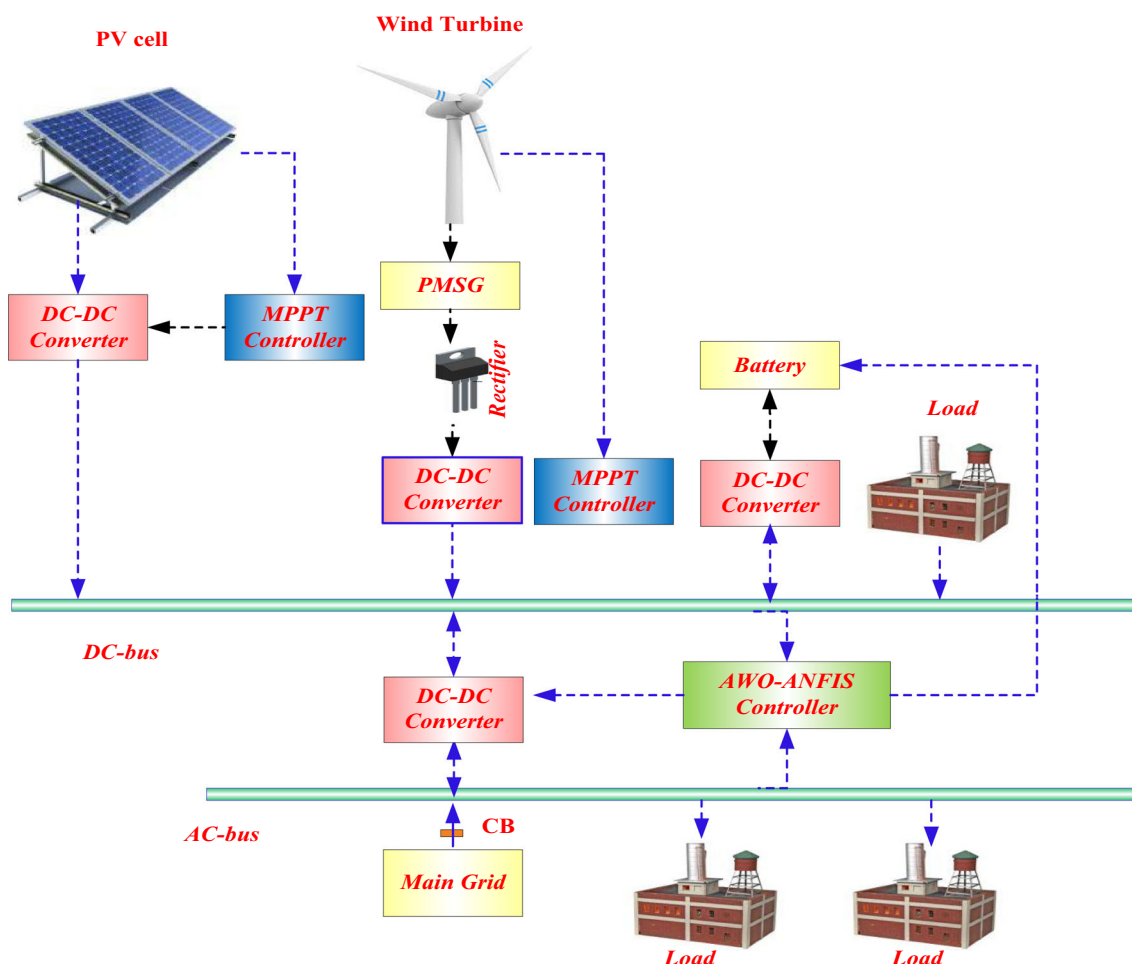 Wind Turbine
PV cell
PMSG
DC-DC
Converter
MPPT
Controller
Rectifier
Battery
Load
DC-DC
Converter
MPPT
Controller
DC-DC
Converter
DC-bus
DC-DC
Converter
AWO-ANFIS
Controller
AC-bus
CB
Main Grid
Load
Load